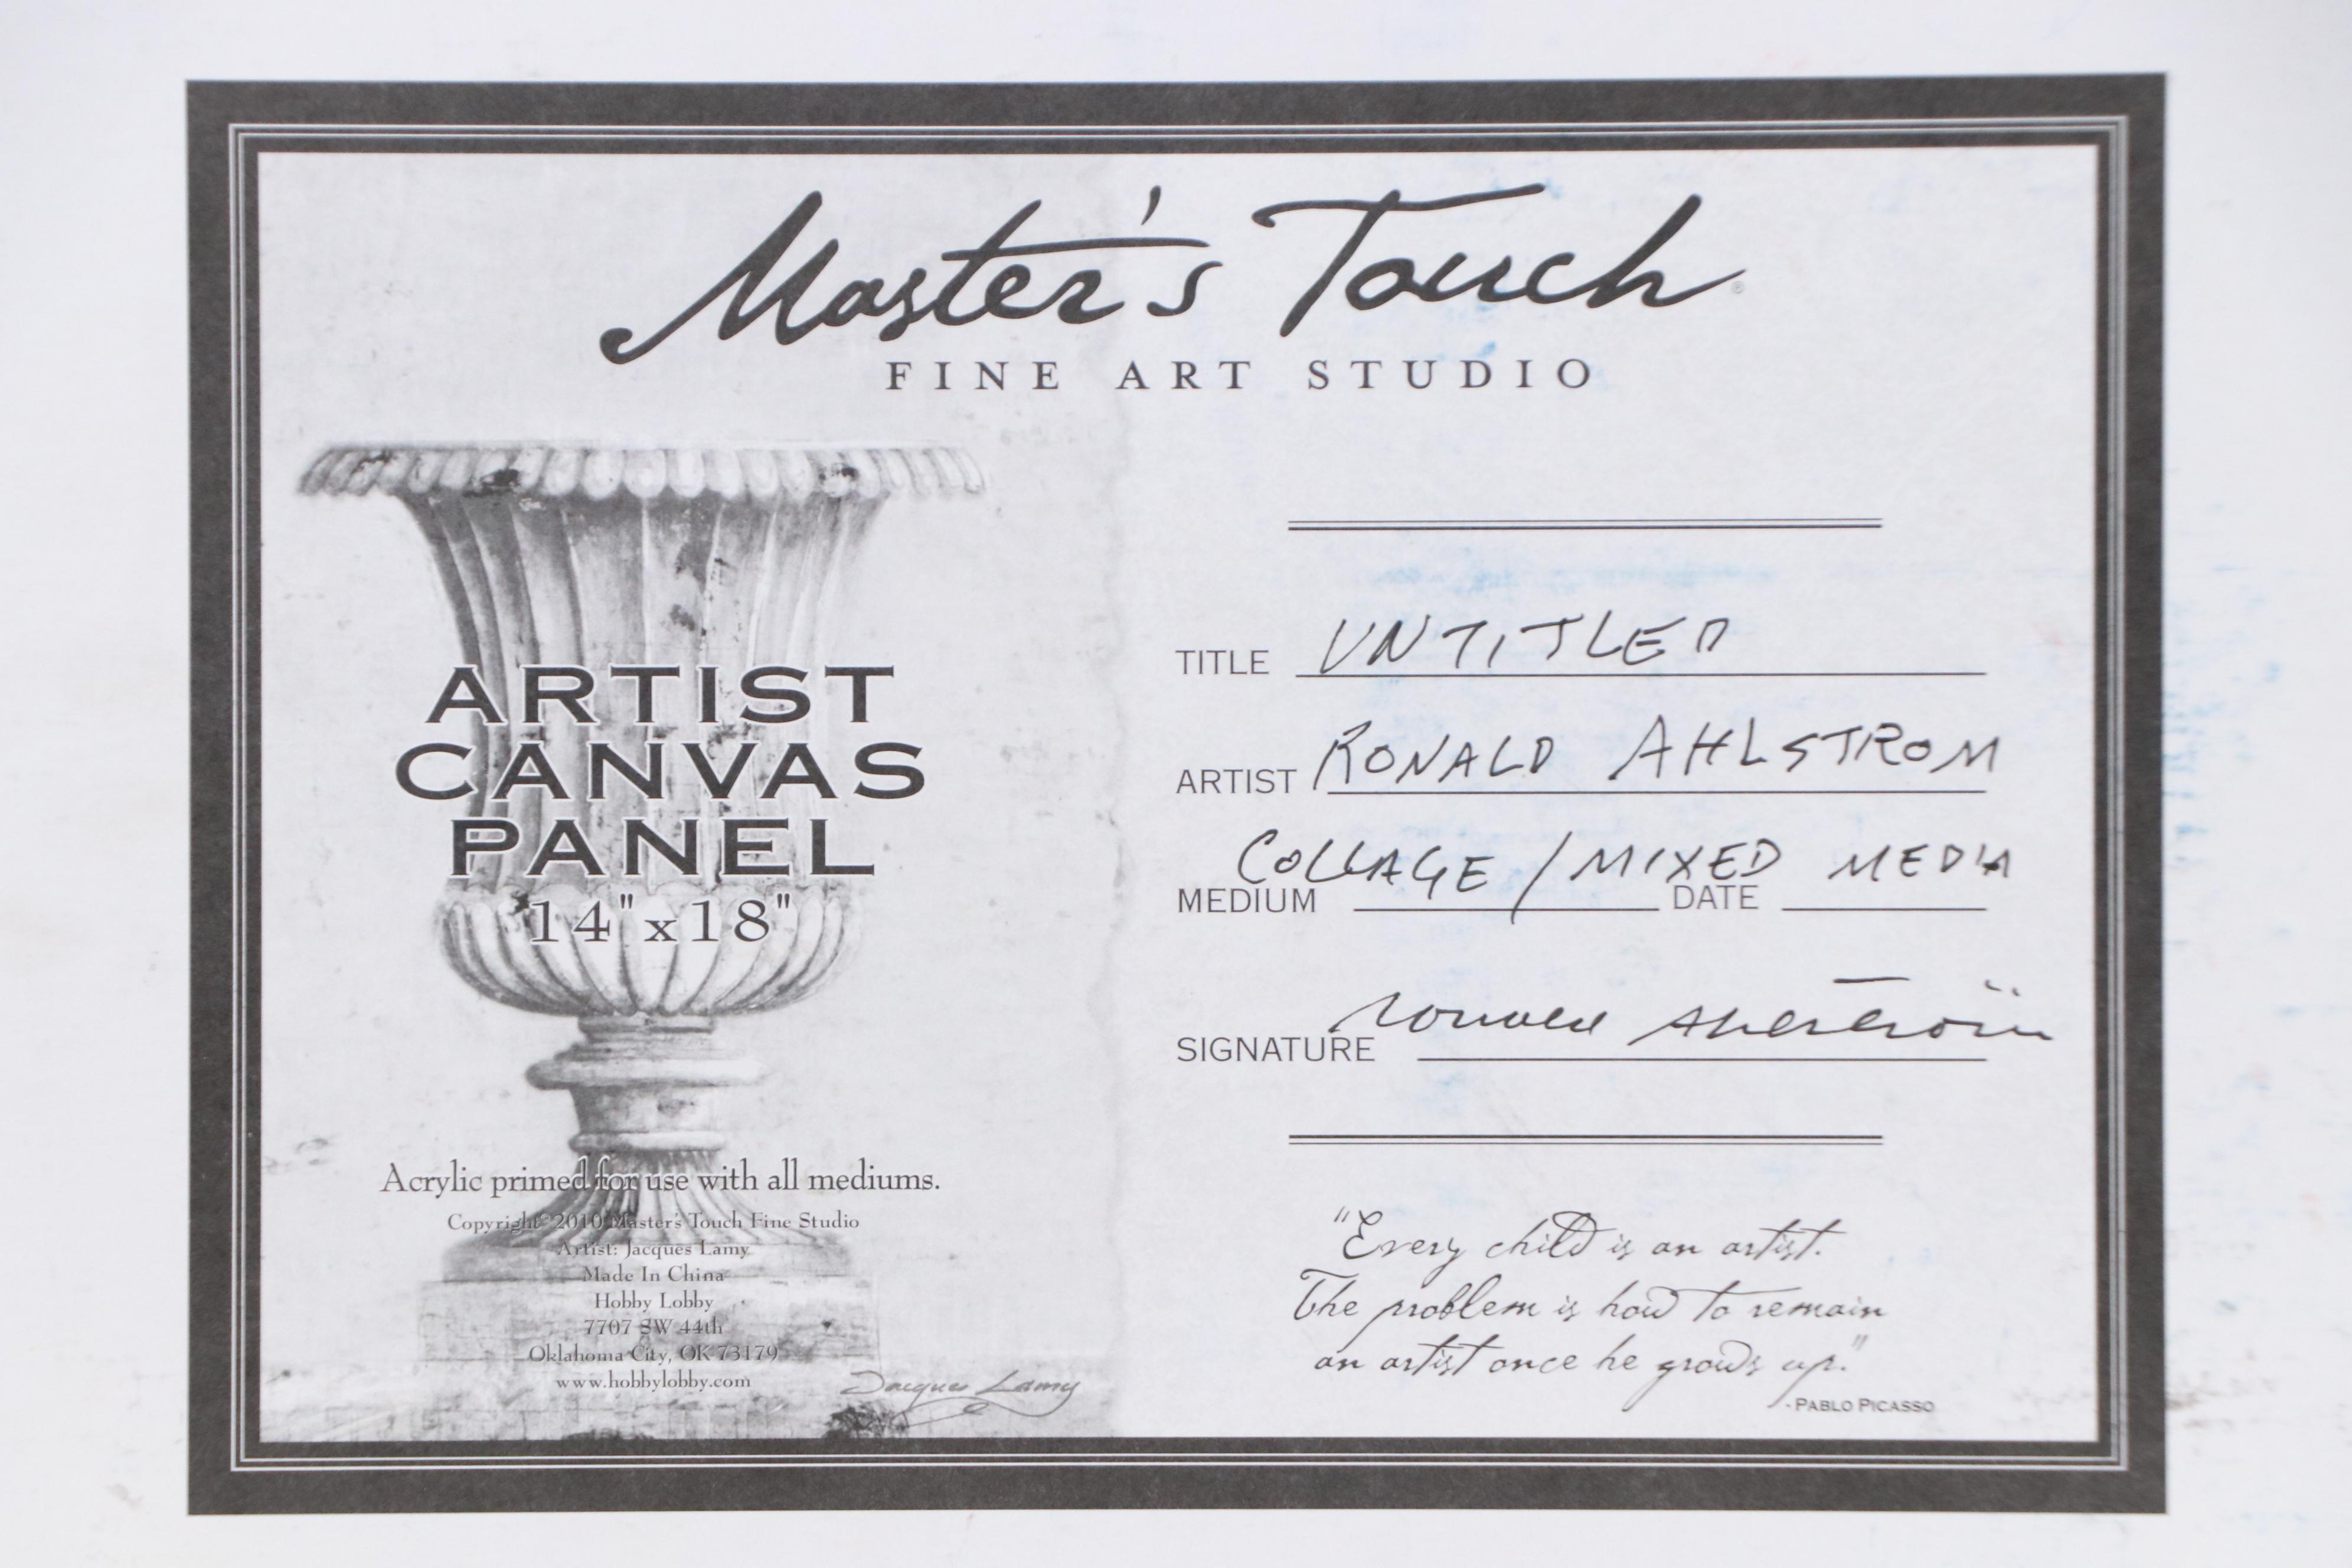 Master's Touch®
FINE ART STUDIO
ARTIST
CANVAS
PANEL
14"x18"
Acrylic primed for use with all mediums.
Copyright© 2010 Master's Touch Fine Studio
Artist: Jacques Lamy
Made In China
Hobby Lobby
7707 SW 44th
Oklahoma City, OK 73179
www.hobbylobby.com
Jacques Lamy
TITLE UNTITLED
ARTIST RONALD AHLSTROM
COLLAGE / MIXED MEDIA
MEDIUM DATE
SIGNATURE Ronald Ahlstrom
"Every child is an artist.
The problem is how to remain
an artist once he grows up."
- PABLO PICASSO